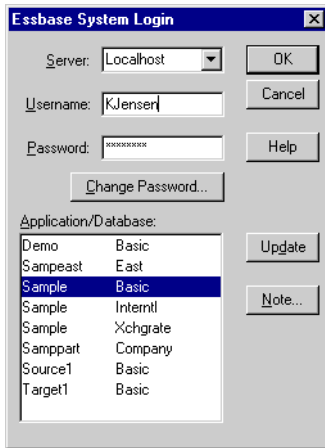 Essbase System Login
Server: Localhost OK
Username: KJensen Cancel
Password: ******** Help
Change Password...
Application/Database:
Demo Basic
Sampeast East Update
Sample Basic
Sample Interntl Note...
Sample Xchgrate
Samppart Company
Source1 Basic
Target1 Basic